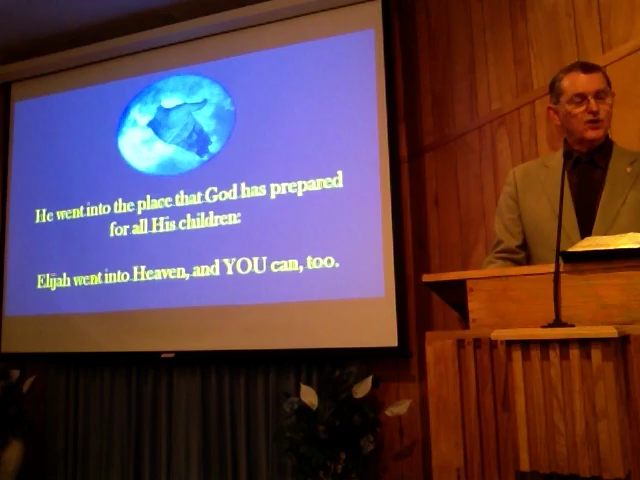 He went into the place that God has prepared
for all His children:
Elijah went into Heaven, and YOU can, too.